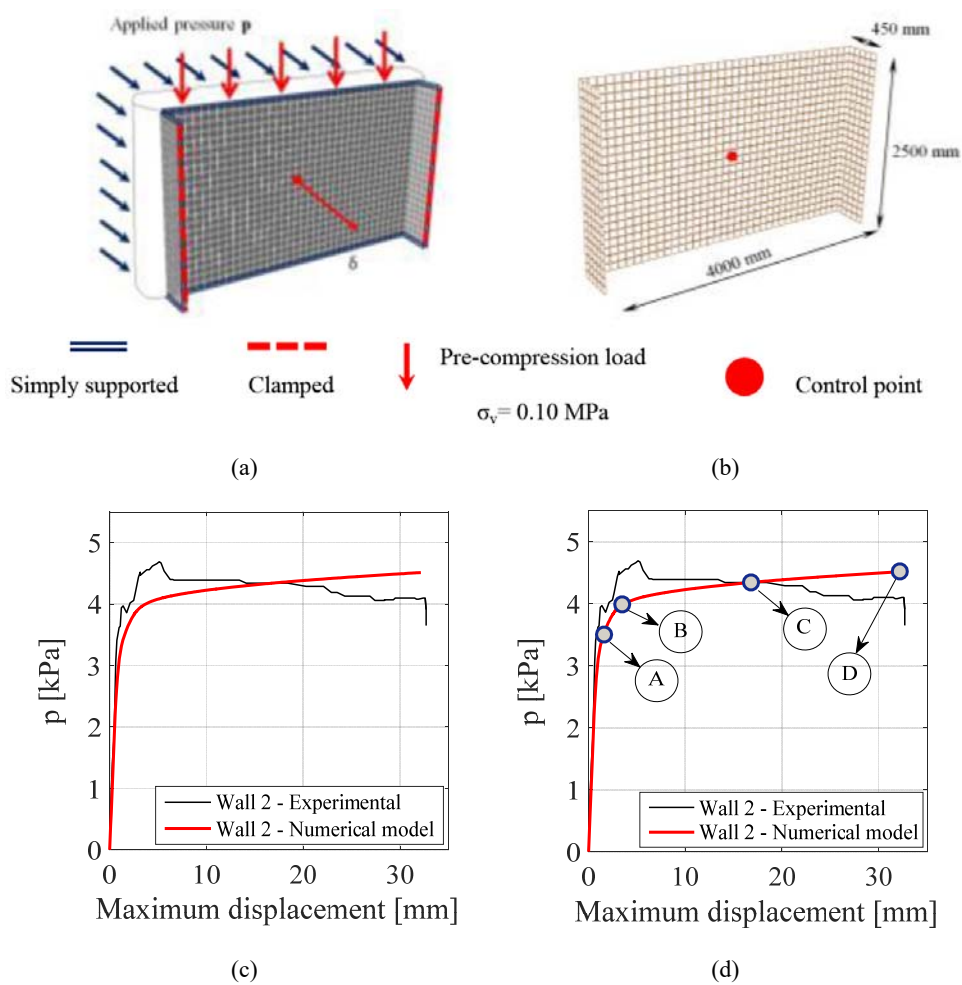 Applied pressure p
δ
450 mm
2500 mm
4000 mm
Simply supported
Clamped
Pre-compression load
σv= 0.10 MPa
Control point
(a)
(b)
p [kPa]
5
4
3
2
1
0
Wall 2 - Experimental
Wall 2 - Numerical model
0 10 20 30
Maximum displacement [mm]
(c)
p [kPa]
5
4
3
2
1
0
A
B
C
D
Wall 2 - Experimental
Wall 2 - Numerical model
0 10 20 30
Maximum displacement [mm]
(d)